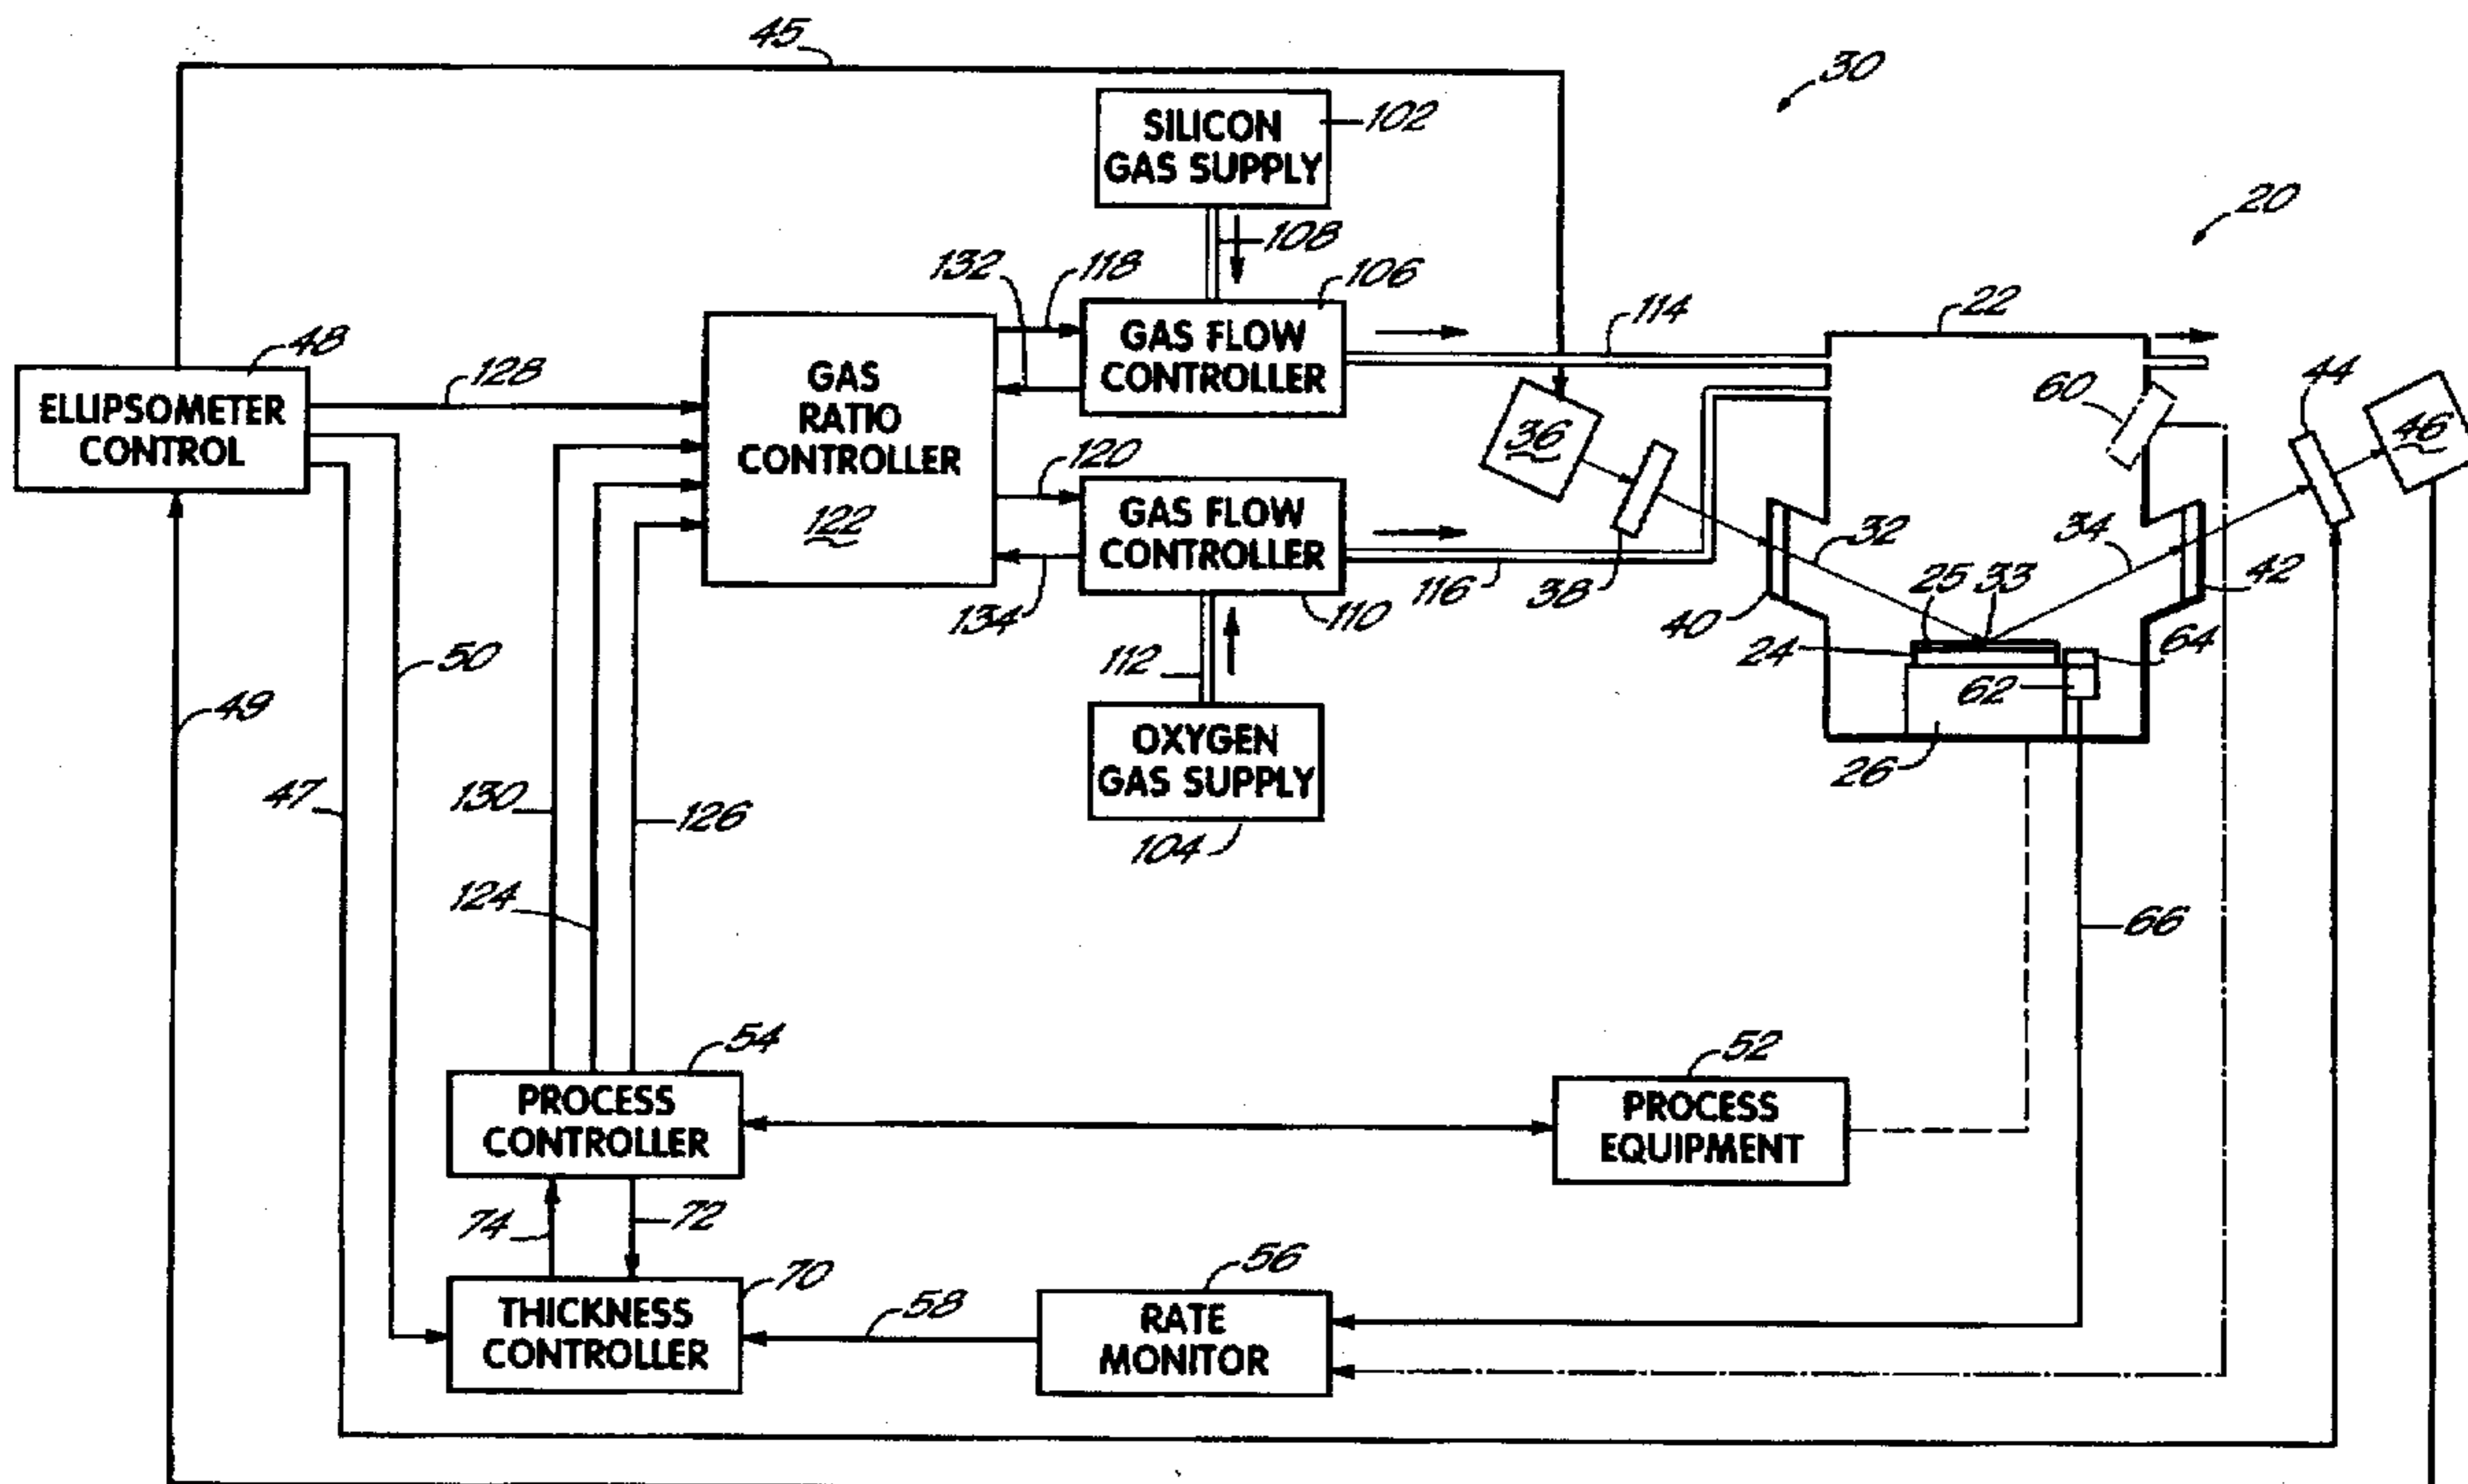 45
30
SILICON
GAS SUPPLY
102
20
108
132
118
106
114
22
48
128
GAS
RATIO
CONTROLLER
122
GAS FLOW
CONTROLLER
44
60
46
36
ELLIPSOMETER
CONTROL
120
GAS FLOW
CONTROLLER
32
34
134
116
38
110
25
33
42
40
50
112
24
64
62
49
OXYGEN
GAS SUPPLY
26
47
130
126
104
124
66
54
52
PROCESS
CONTROLLER
PROCESS
EQUIPMENT
74
72
56
70
THICKNESS
CONTROLLER
58
RATE
MONITOR